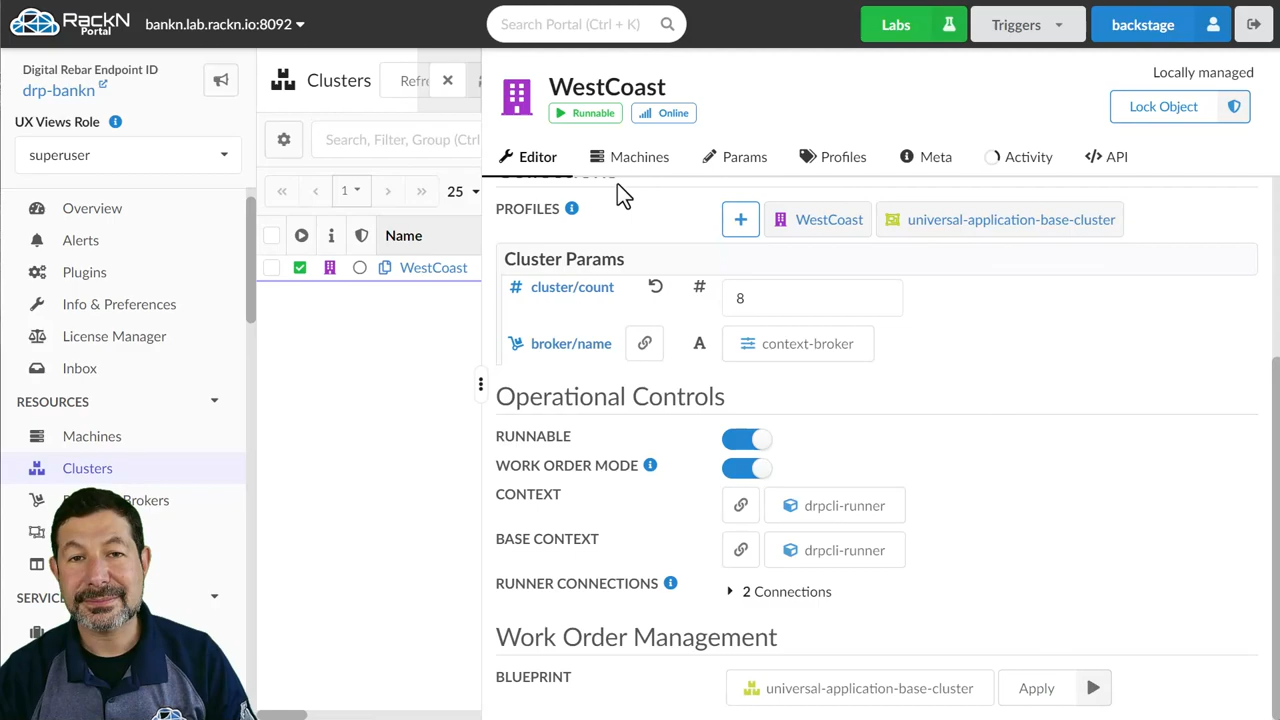 RackN
Portal
bankn.lab.rackn.io:8092
Search Portal (Ctrl + K)
Labs
Triggers
backstage
Digital Rebar Endpoint ID
drp-bankn
UX Views Role
superuser
Overview
Alerts
Plugins
Info & Preferences
License Manager
Inbox
RESOURCES
Machines
Clusters
Brokers
Clusters
Refr
Search, Filter, Group (Ctrl
1
25
Name
WestCoast
WestCoast
Runnable
Online
Locally managed
Lock Object
Editor
Machines
Params
Profiles
Meta
Activity
API
PROFILES
WestCoast
universal-application-base-cluster
Cluster Params
# cluster/count
#
8
broker/name
A
context-broker
Operational Controls
RUNNABLE
WORK ORDER MODE
CONTEXT
drpcli-runner
BASE CONTEXT
drpcli-runner
RUNNER CONNECTIONS
2 Connections
Work Order Management
BLUEPRINT
universal-application-base-cluster
Apply